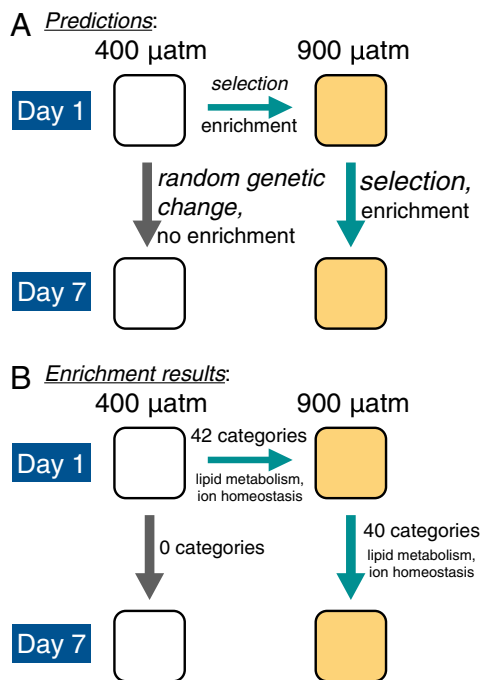 A Predictions:
400 µatm 900 µatm
Day 1
selection
enrichment
random genetic
change,
no enrichment
selection,
enrichment
Day 7
B Enrichment results:
400 µatm 900 µatm
Day 1
42 categories
lipid metabolism,
ion homeostasis
0 categories
40 categories
lipid metabolism,
ion homeostasis
Day 7